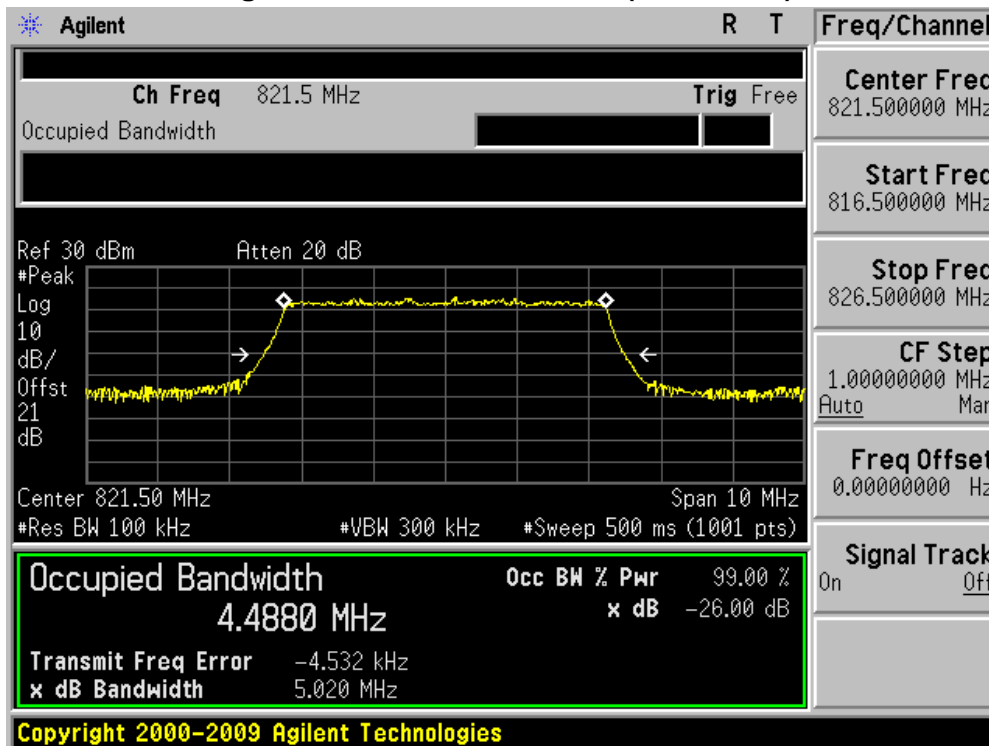 Agilent R T Freq/Channel
Ch Freq 821.5 MHz Trig Free
Occupied Bandwidth
Center Freq
821.500000 MHz
Start Freq
816.500000 MHz
Stop Freq
826.500000 MHz
CF Step
1.00000000 MHz
Auto Man
Freq Offset
0.00000000 Hz
Signal Track
On Off
Ref 30 dBm Atten 20 dB
#Peak
Log
10
dB/
Offst
21
dB
Center 821.50 MHz Span 10 MHz
#Res BW 100 kHz #VBW 300 kHz #Sweep 500 ms (1001 pts)
Occupied Bandwidth Occ BW % Pwr 99.00 %
4.4880 MHz x dB -26.00 dB
Transmit Freq Error -4.532 kHz
x dB Bandwidth 5.020 MHz
Copyright 2000-2009 Agilent Technologies